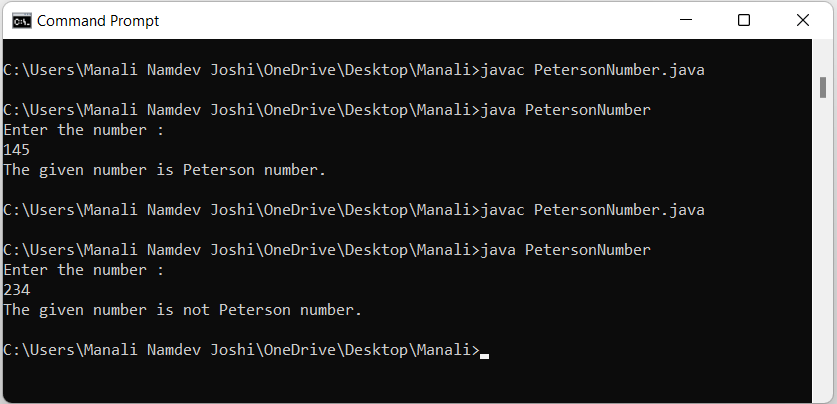 Command Prompt
C:\Users\Manali Namdev Joshi\OneDrive\Desktop\Manali>javac PetersonNumber.java
C:\Users\Manali Namdev Joshi\OneDrive\Desktop\Manali>java PetersonNumber
Enter the number :
145
The given number is Peterson number.
C:\Users\Manali Namdev Joshi\OneDrive\Desktop\Manali>javac PetersonNumber.java
C:\Users\Manali Namdev Joshi\OneDrive\Desktop\Manali>java PetersonNumber
Enter the number :
234
The given number is not Peterson number.
C:\Users\Manali Namdev Joshi\OneDrive\Desktop\Manali>